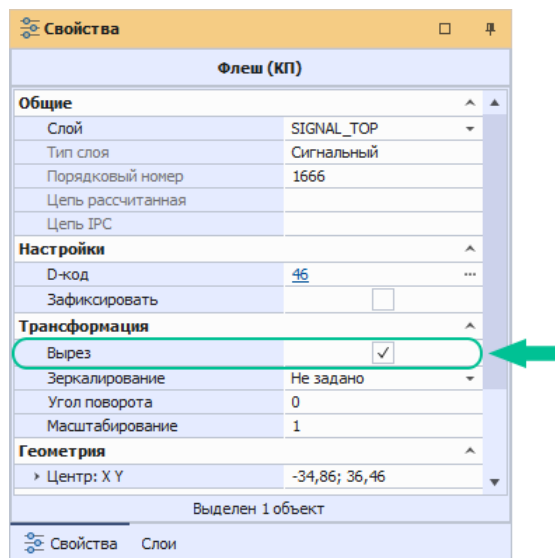 Свойства
Флеш (КП)
Общие
Слой SIGNAL_TOP
Тип слоя Сигнальный
Порядковый номер 1666
Цепь рассчитанная
Цепь IPC
Настройки
D-код 46 ...
Зафиксировать
Трансформация
Вырез
Зеркалирование Не задано
Угол поворота 0
Масштабирование 1
Геометрия
Центр: X Y -34,86; 36,46
Выделен 1 объект
Свойства Слои